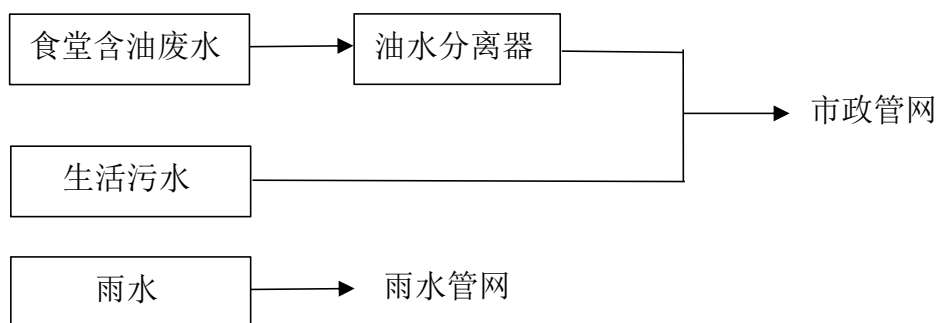 食堂含油废水
油水分离器
市政管网
生活污水
雨水
雨水管网